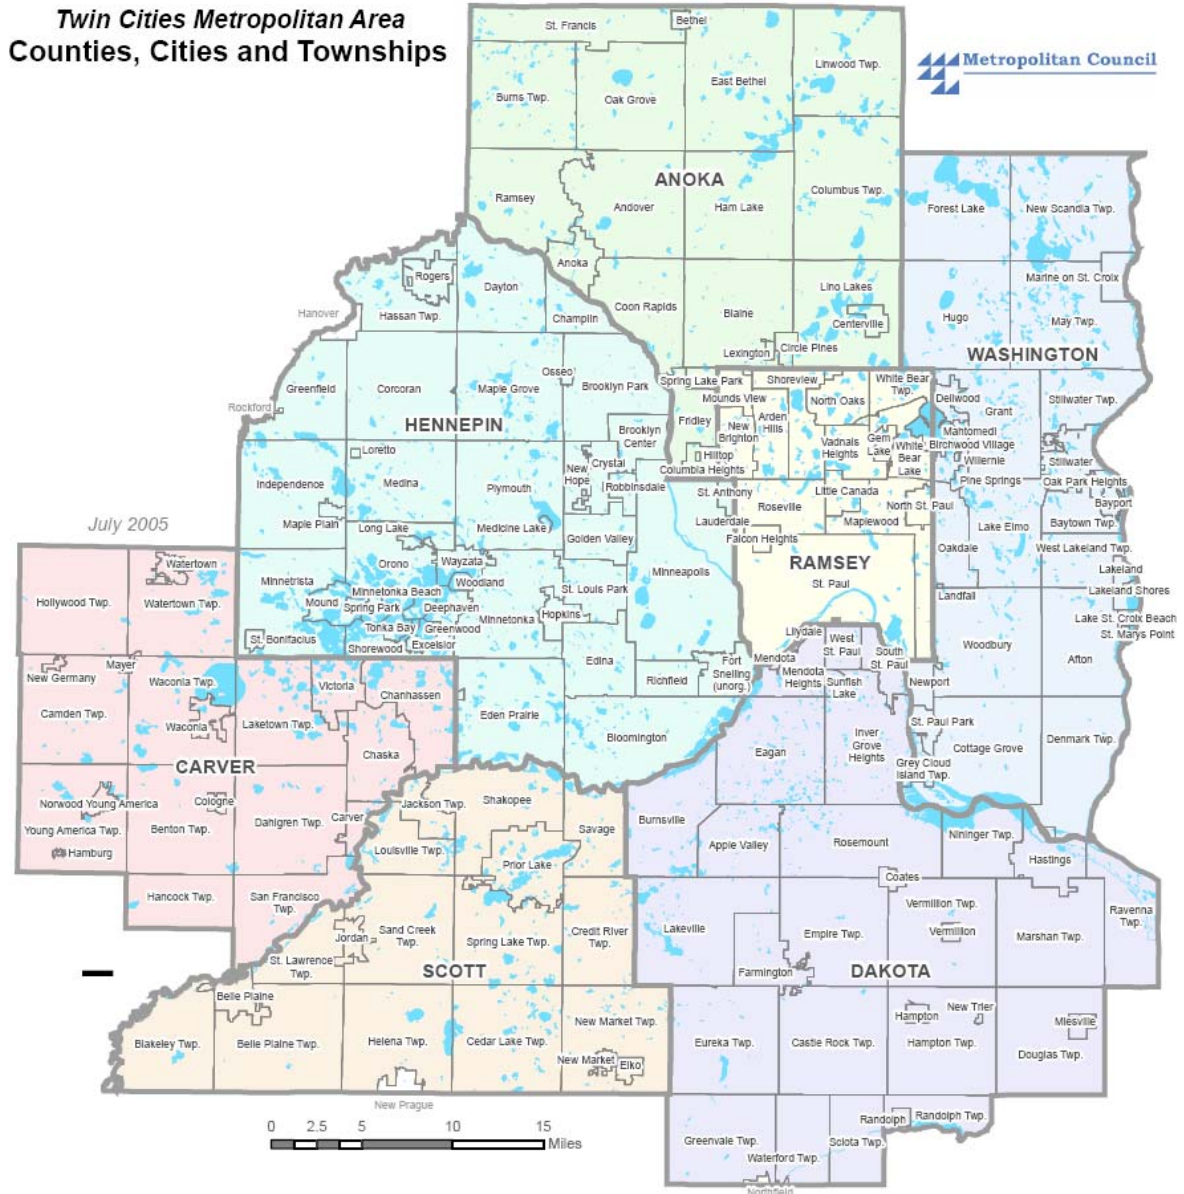 Twin Cities Metropolitan Area
Counties, Cities and Townships
Metropolitan Council
St. Francis
Bethel
Linwood Twp.
East Bethel
Burns Twp.
Oak Grove
ANOKA
Ramsey
Andover
Ham Lake
Columbus Twp.
Forest Lake
New Scandia Twp.
Anoka
Rogers
Dayton
Hassan Twp.
Hanover
Champlin
Coon Rapids
Blaine
Lino Lakes
Centerville
Marine on St. Croix
Hugo
May Twp.
Lexington
Circle Pines
WASHINGTON
Greenfield
Corcoran
Maple Grove
Osseo
Brooklyn Park
Spring Lake Park
Shoreview
White Bear
Twp.
Mounds View
North Oaks
Dellwood
Grant
Stillwater Twp.
Rockford
HENNEPIN
Fridley
New
Brighton
Arden
Hills
Vadnais
Heights
Gem
Lake
White
Bear
Lake
Mahtomedi
Birchwood Village
Willernie
Stillwater
Brooklyn
Center
Hilltop
Columbia Heights
Loretto
Crystal
New
Hope
Robbinsdale
Independence
Medina
Plymouth
Pine Springs
Oak Park Heights
Bayport
St. Anthony
Roseville
Little Canada
North St. Paul
Maple Plain
Long Lake
Medicine Lake
Golden Valley
Lauderdale
Maplewood
Lake Elmo
Baytown Twp.
Falcon Heights
Oakdale
West Lakeland Twp.
July 2005
Orono
Wayzata
Woodland
RAMSEY
St. Paul
Minneapolis
Lakeland
Lakeland Shores
Watertown
Minnetrista
Minnetonka Beach
St. Louis Park
Landfall
Hollywood Twp.
Watertown Twp.
Mound
Spring Park
Deephaven
Hopkins
Lake St. Croix Beach
St. Marys Point
Tonka Bay
Greenwood
Minnetonka
St. Bonifacius
Shorewood
Excelsior
Lilydale
West
St. Paul
South
St. Paul
Woodbury
Afton
Mayer
New Germany
Waconia Twp.
Victoria
Chanhassen
Edina
Richfield
Fort
Snelling
(unorg.)
Mendota
Mendota
Heights
Sunfish
Lake
Newport
Camden Twp.
Waconia
Laketown Twp.
Eden Prairie
Bloomington
St. Paul Park
Chaska
Eagan
Inver
Grove
Heights
Cottage Grove
Denmark Twp.
CARVER
Grey Cloud
Island Twp.
Norwood Young America
Cologne
Young America Twp.
Benton Twp.
Dahlgren Twp.
Carver
Jackson Twp.
Shakopee
Savage
Burnsville
Hamburg
Louisville Twp.
Prior Lake
Apple Valley
Rosemount
Nininger Twp.
Hastings
Hancock Twp.
San Francisco
Twp.
Coates
Vermillion Twp.
Ravenna
Twp.
Jordan
Sand Creek
Twp.
Spring Lake Twp.
Credit River
Twp.
Lakeville
Empire Twp.
Vermillion
Marshan Twp.
St. Lawrence
Twp.
SCOTT
Farmington
DAKOTA
Belle Plaine
Hampton
New Trier
Miesville
Blakeley Twp.
Belle Plaine Twp.
Helena Twp.
Cedar Lake Twp.
New Market Twp.
Eureka Twp.
Castle Rock Twp.
Hampton Twp.
Douglas Twp.
New Market
Elko
New Prague
0 2.5 5 10 15
Miles
Randolph
Randolph Twp.
Greenvale Twp.
Waterford Twp.
Sciota Twp.
Northfield